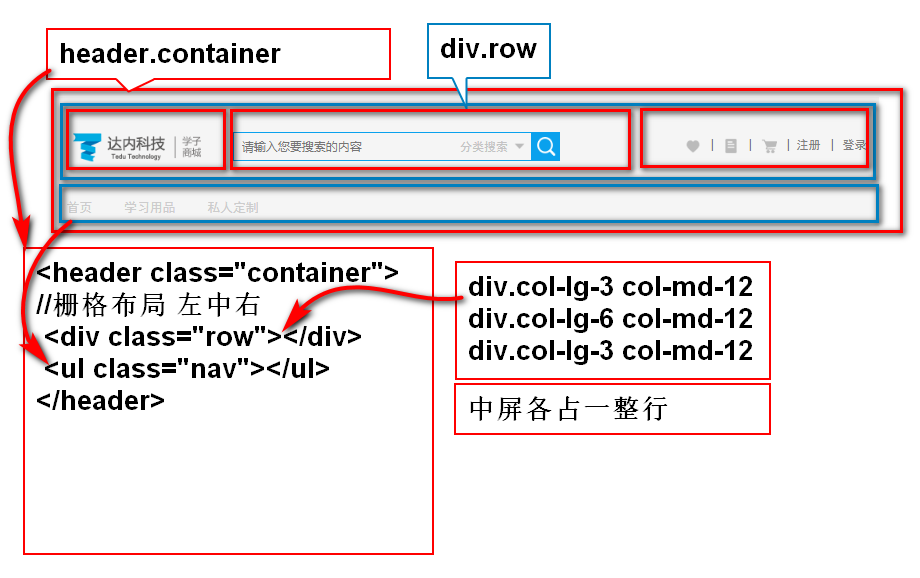 header.container
div.row
达内科技
Tedu Technology
学子
商城
请输入您要搜索的内容
分类搜索
注册
登录
首页
学习用品
私人定制
<header class="container">
//栅格布局 左中右
<div class="row"></div>
<ul class="nav"></ul>
</header>
div.col-lg-3 col-md-12
div.col-lg-6 col-md-12
div.col-lg-3 col-md-12
中屏各占一整行